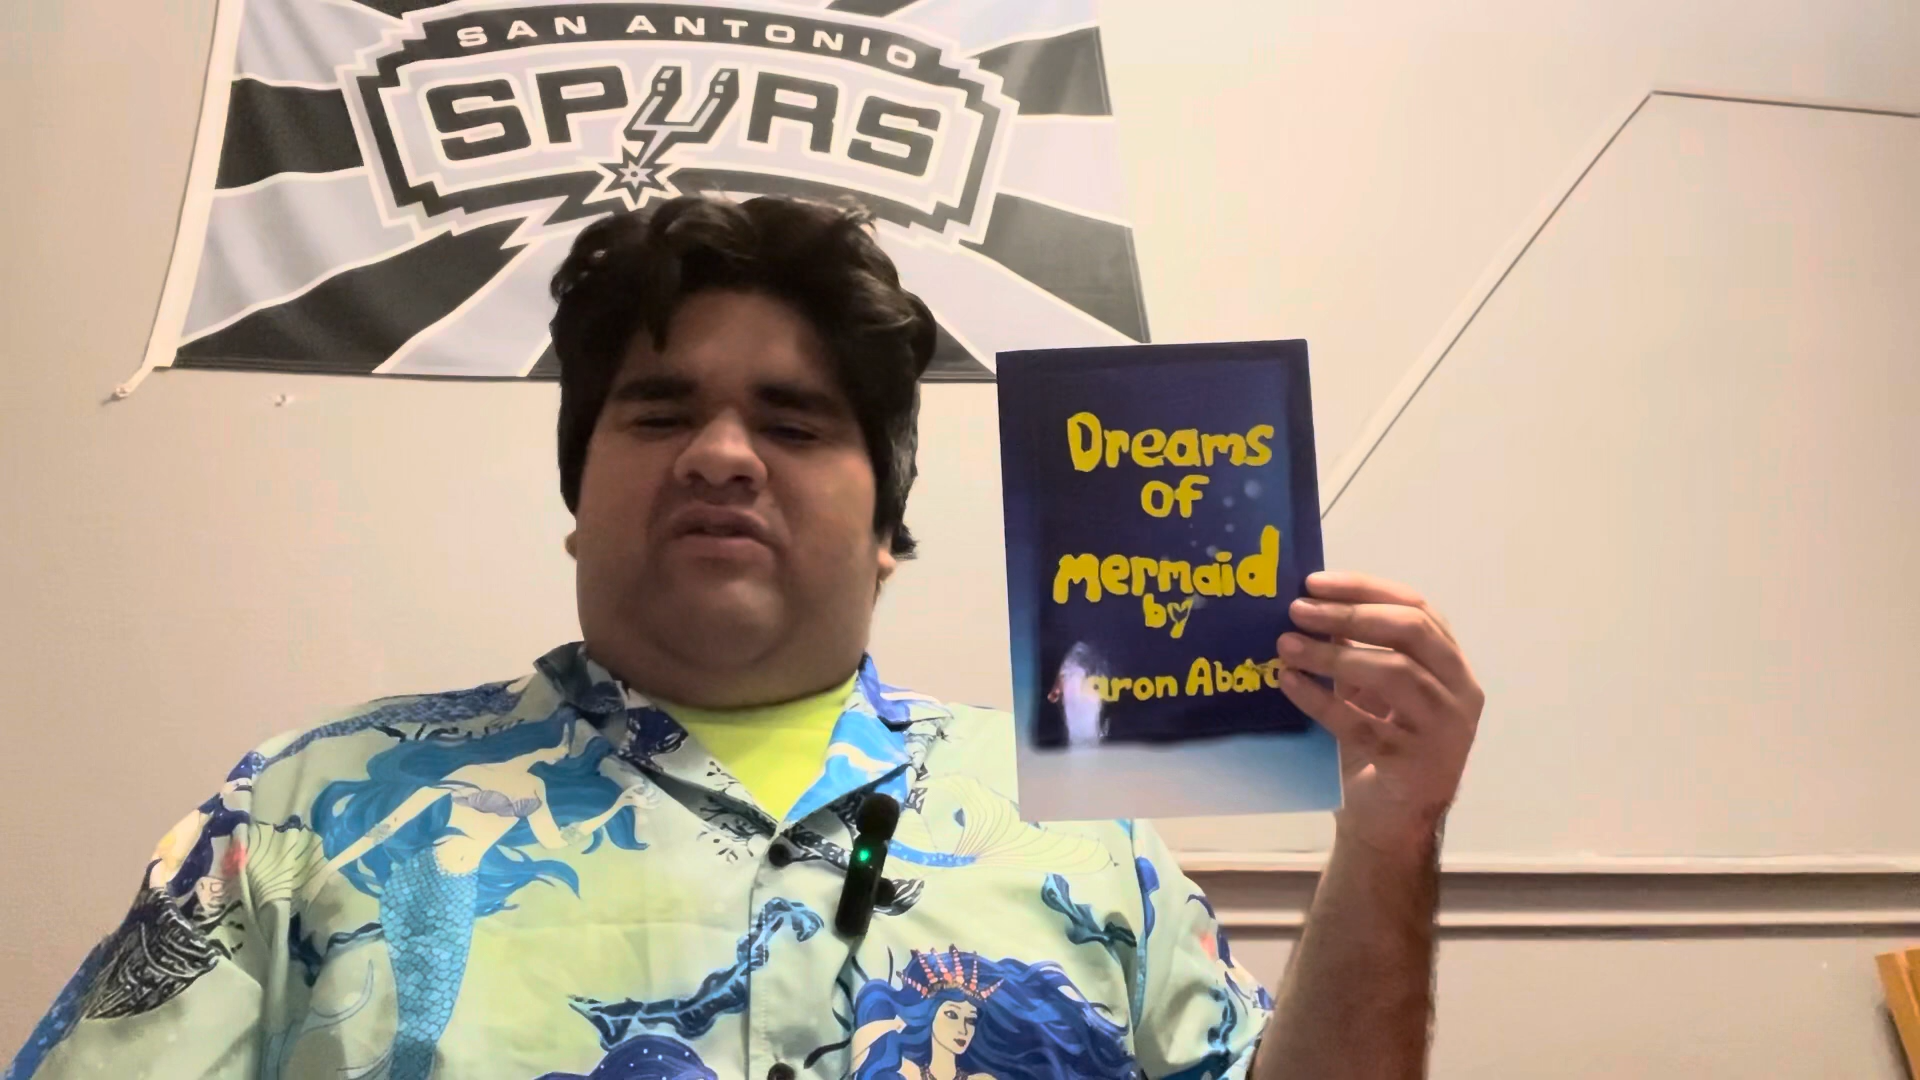 SAN ANTONIO
SPURS
Dreams
of
mermaid
by